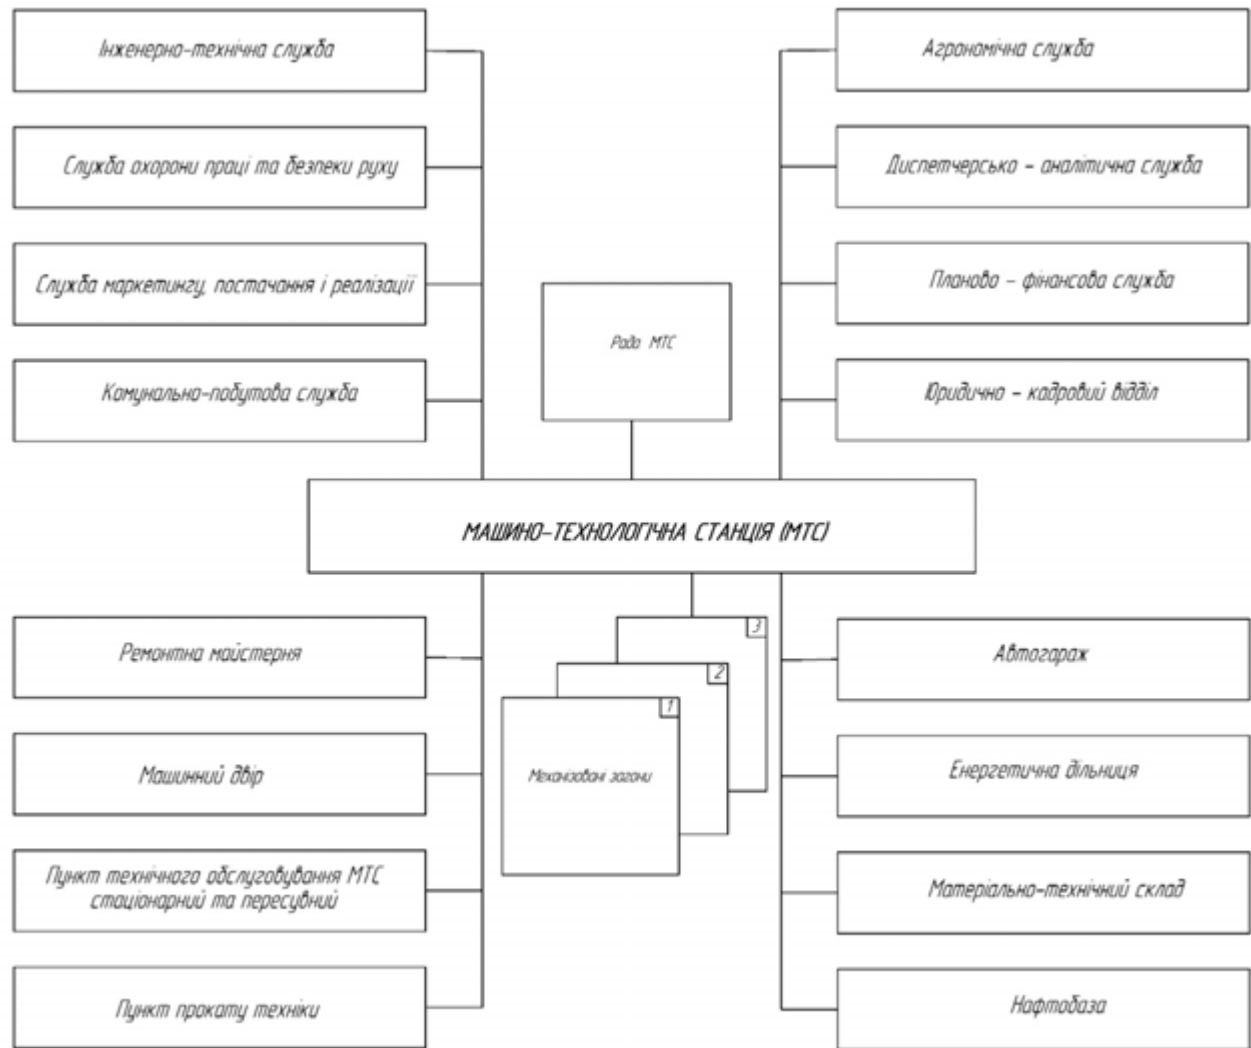 Інженерно-технічна служба
Агрономічна служба
Служба охорони праці та безпеки руху
Диспетчерсько - аналітична служба
Служба маркетингу, постачання і реалізації
Планово - фінансова служба
Рада МТС
Комунально-побутова служба
Юридично - кадровий відділ
МАШИНО-ТЕХНОЛОГІЧНА СТАНЦІЯ (МТС)
Ремонтна майстерня
3
Автогараж
2
1
Машинний двір
Механізовані загони
Енергетична дільниця
Пункт технічного обслуговування МТС
стаціонарний та пересувний
Матеріально-технічний склад
Пункт прокату техніки
Нафтобаза